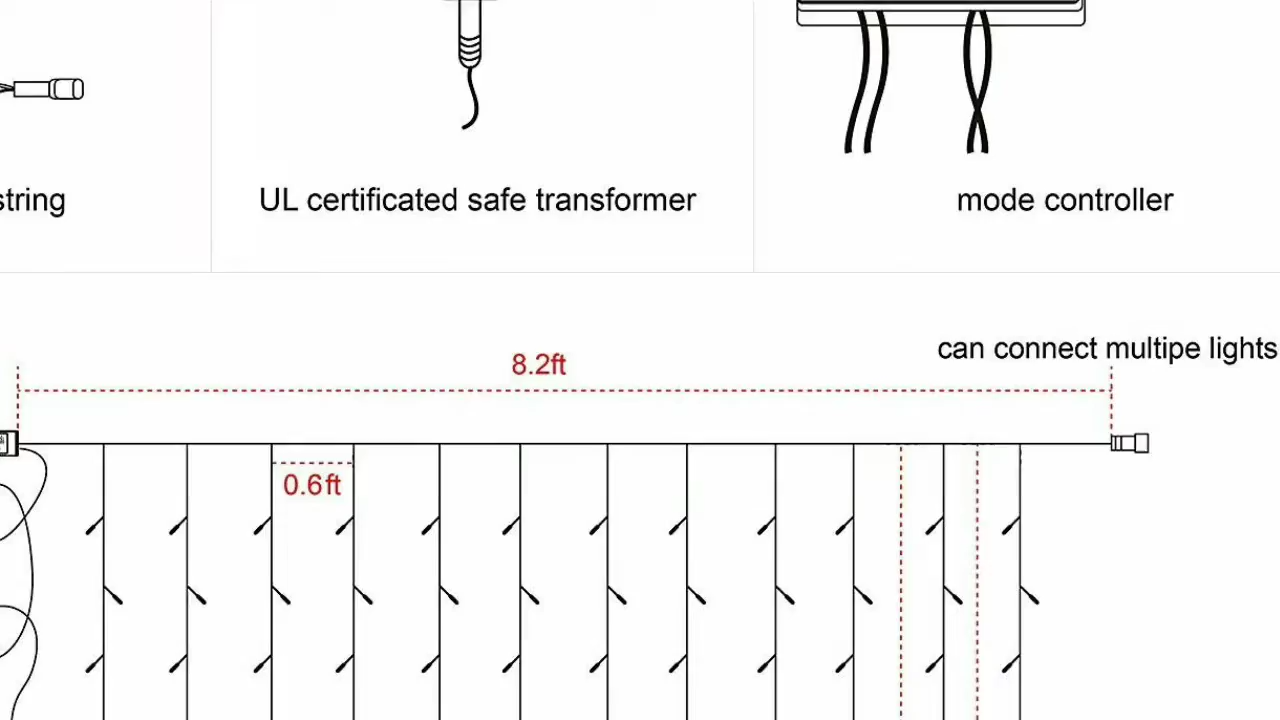 string
UL certificated safe transformer
mode controller
can connect multipe lights
8.2ft
0.6ft